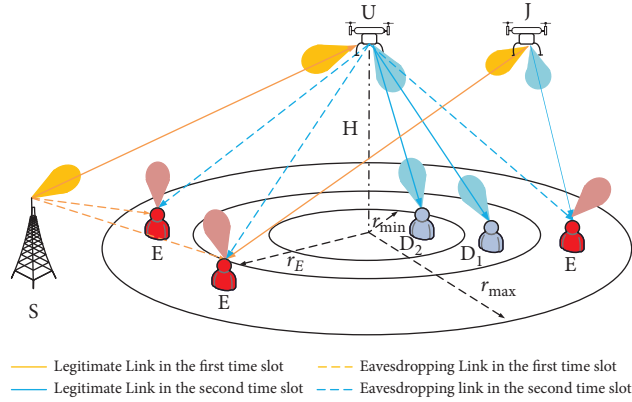 U
J
H
E
S
E
r_E
r_min
D_2
D_1
E
r_max
Legitimate Link in the first time slot
Eavesdropping Link in the first time slot
Legitimate Link in the second time slot
Eavesdropping link in the second time slot